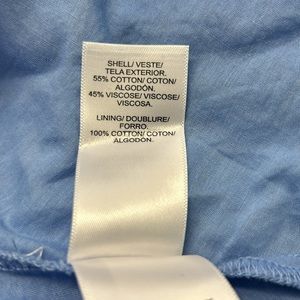 SHELL/ VESTE/
TELA EXTERIOR.
55% COTTON/ COTON/
ALGODÓN.
45% VISCOSE/ VISCOSE/
VISCOSA.
LINING/ DOUBLURE/
FORRO.
100% COTTON/ COTON/
ALGODÓN.